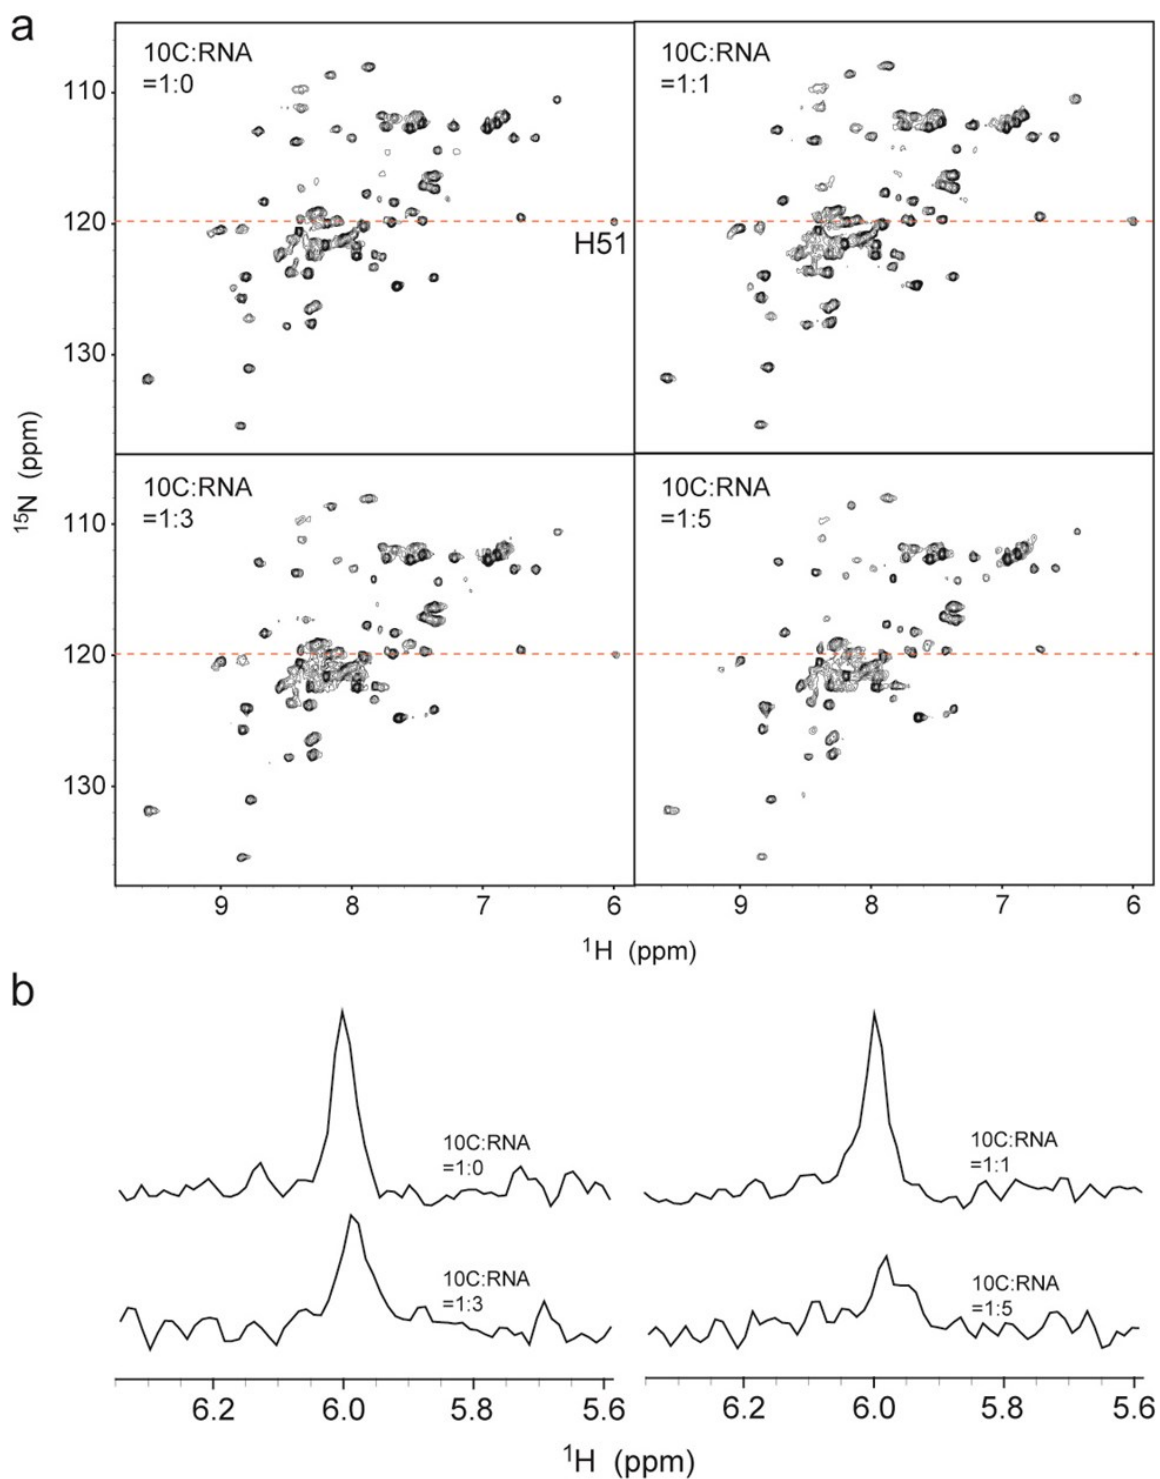 a
10C:RNA
=1:0
10C:RNA
=1:1
110
120
130
H51
15N (ppm)
10C:RNA
=1:3
10C:RNA
=1:5
110
120
130
9 8 7 6 9 8 7 6
1H (ppm)
b
10C:RNA
=1:0
10C:RNA
=1:1
10C:RNA
=1:3
10C:RNA
=1:5
6.2 6.0 5.8 5.6 6.2 6.0 5.8 5.6
1H (ppm)